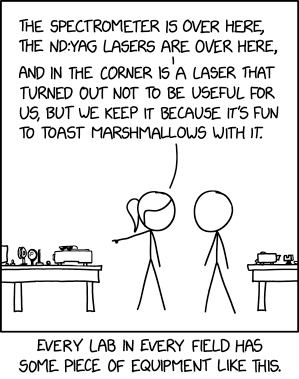 THE SPECTROMETER IS OVER HERE,
THE ND:YAG LASERS ARE OVER HERE,
AND IN THE CORNER IS A LASER THAT
TURNED OUT NOT TO BE USEFUL FOR
US, BUT WE KEEP IT BECAUSE IT'S FUN
TO TOAST MARSHMALLOWS WITH IT.
EVERY LAB IN EVERY FIELD HAS
SOME PIECE OF EQUIPMENT LIKE THIS.